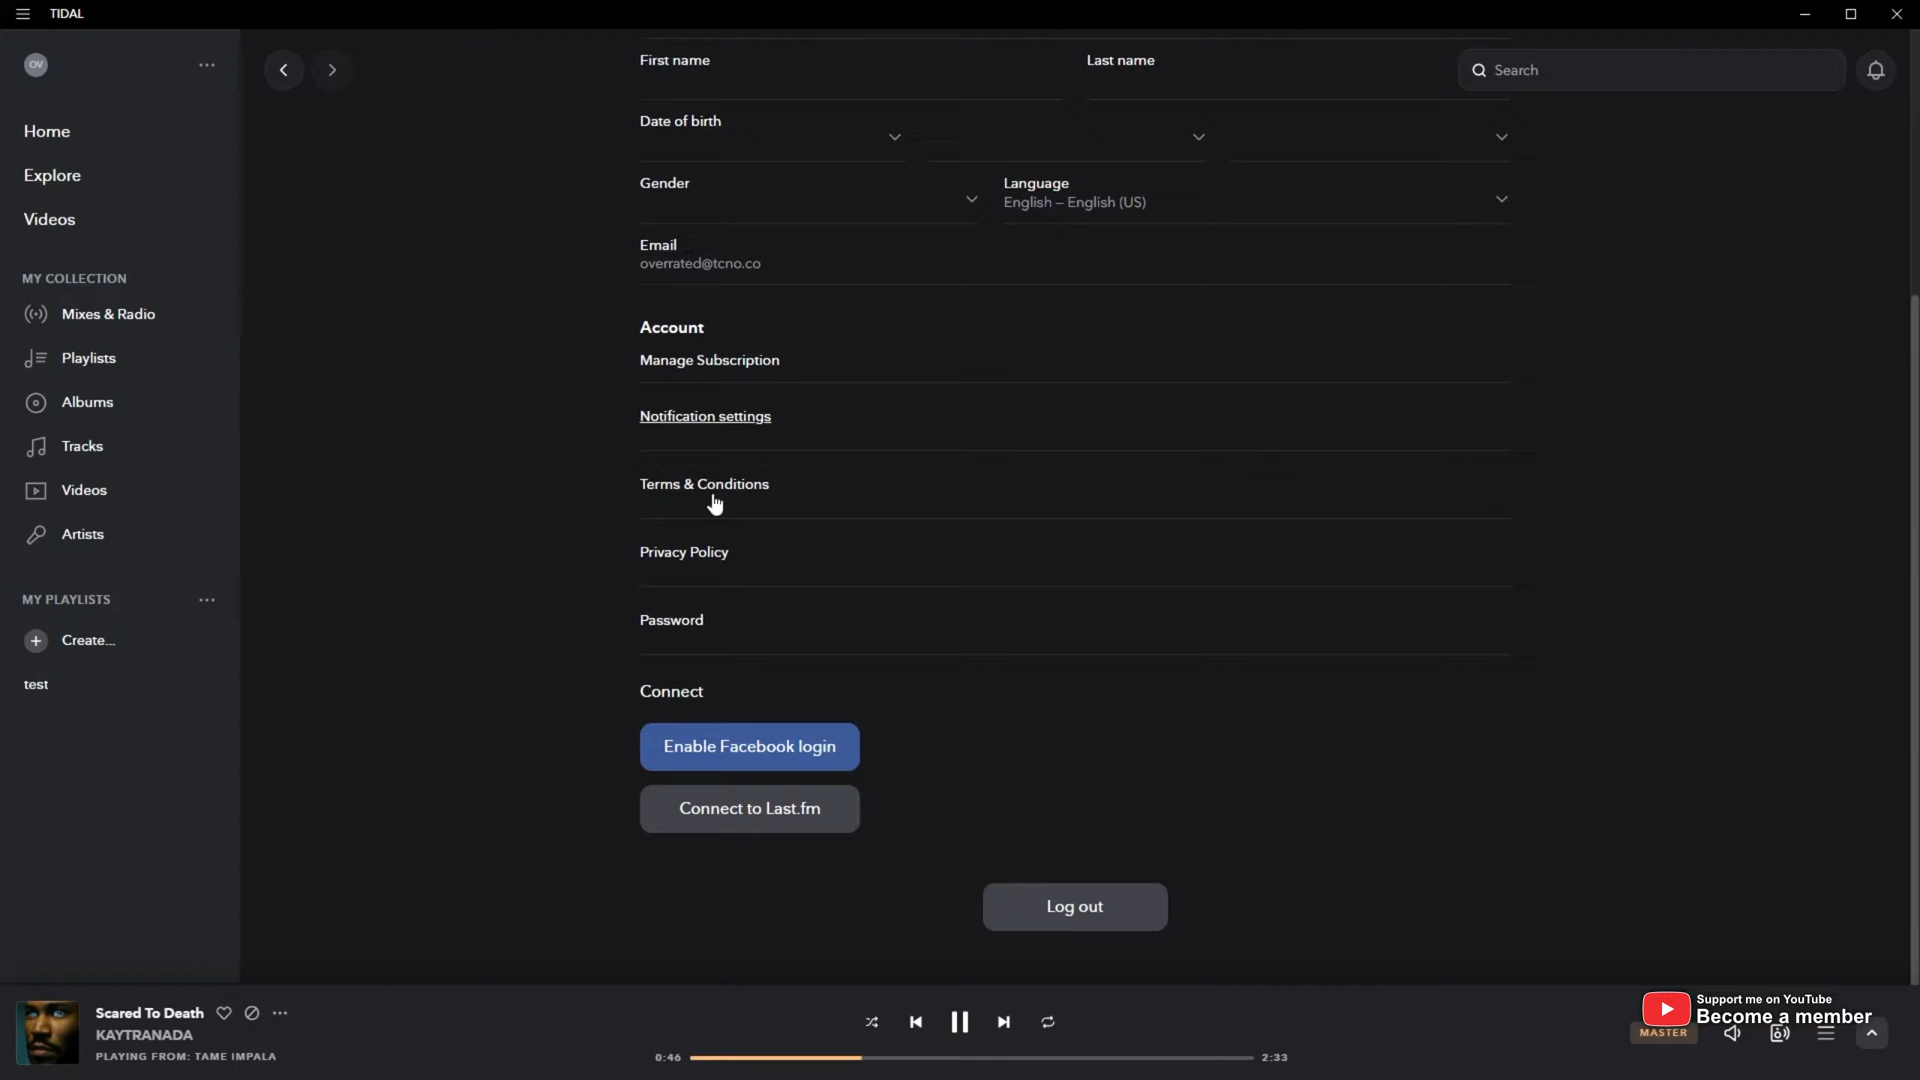 TIDAL
OV
Home
Explore
Videos
MY COLLECTION
Mixes & Radio
Playlists
Albums
Tracks
Videos
Artists
MY PLAYLISTS
Create...
test
Search
First name
Last name
Date of birth
Gender
Language
English – English (US)
Email
overrated@tcno.co
Account
Manage Subscription
Notification settings
Terms & Conditions
Privacy Policy
Password
Connect
Enable Facebook login
Connect to Last.fm
Log out
Scared To Death
KAYTRANADA
PLAYING FROM: TAME IMPALA
0:46
2:33
Support me on YouTube
Become a member
MASTER